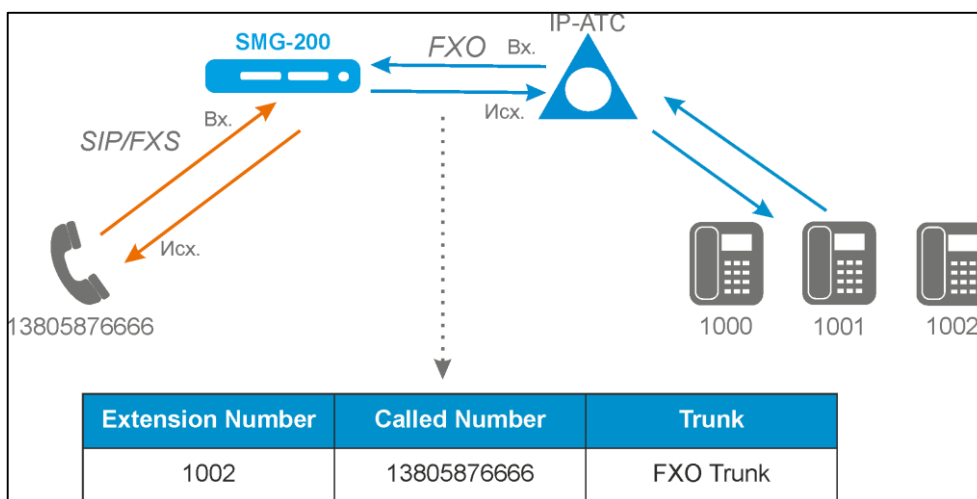 IP-ATC
SMG-200
FXO
Вх.
Исх.
Вх.
SIP/FXS
Исх.
13805876666
1000
1001
1002
Extension Number Called Number Trunk
1002 13805876666 FXO Trunk